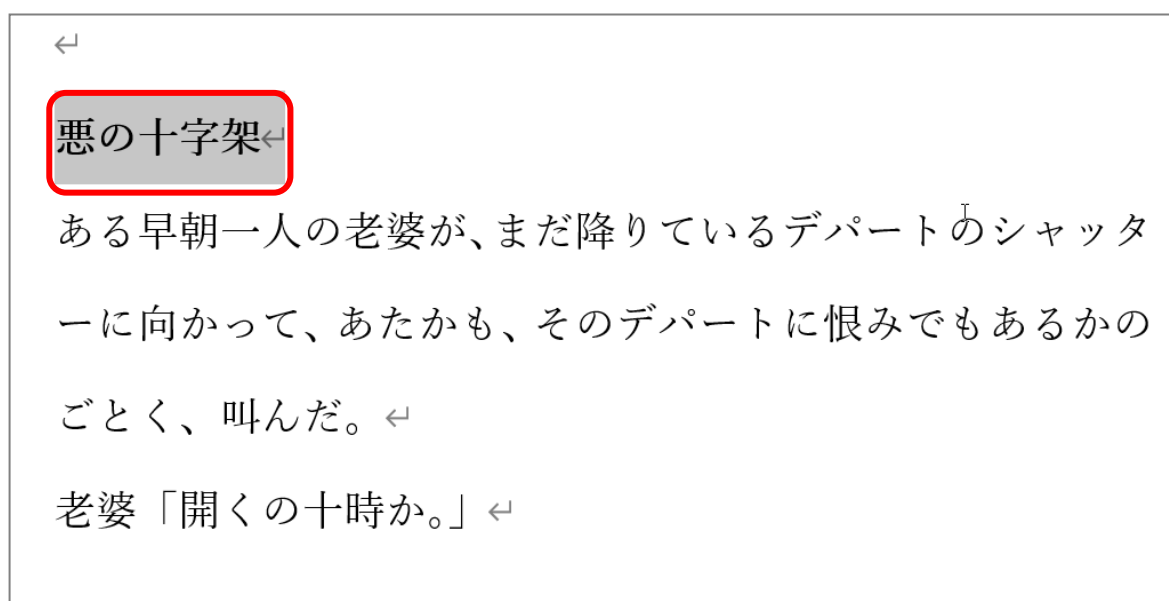 悪の十字架
ある早朝一人の老婆が、まだ降りているデパートのシャッタ
ーに向かって、あたかも、そのデパートに恨みでもあるかの
ごとく、叫んだ。
老婆「開くの十時か。」